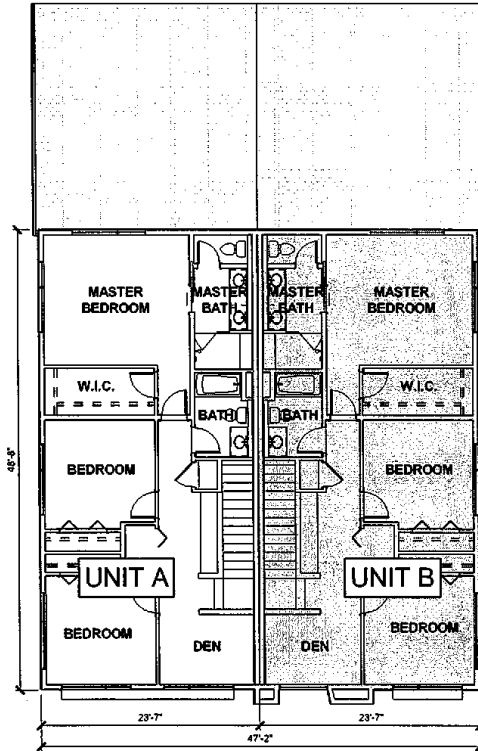 MASTER
BEDROOM
MASTER
BATH
MASTER
BATH
MASTER
BEDROOM
W.I.C.
W.I.C.
BATH
BATH
BEDROOM
BEDROOM
48'-8"
UNIT A
UNIT B
BEDROOM
DEN
DEN
BEDROOM
23'-7"
23'-7"
47'-2"